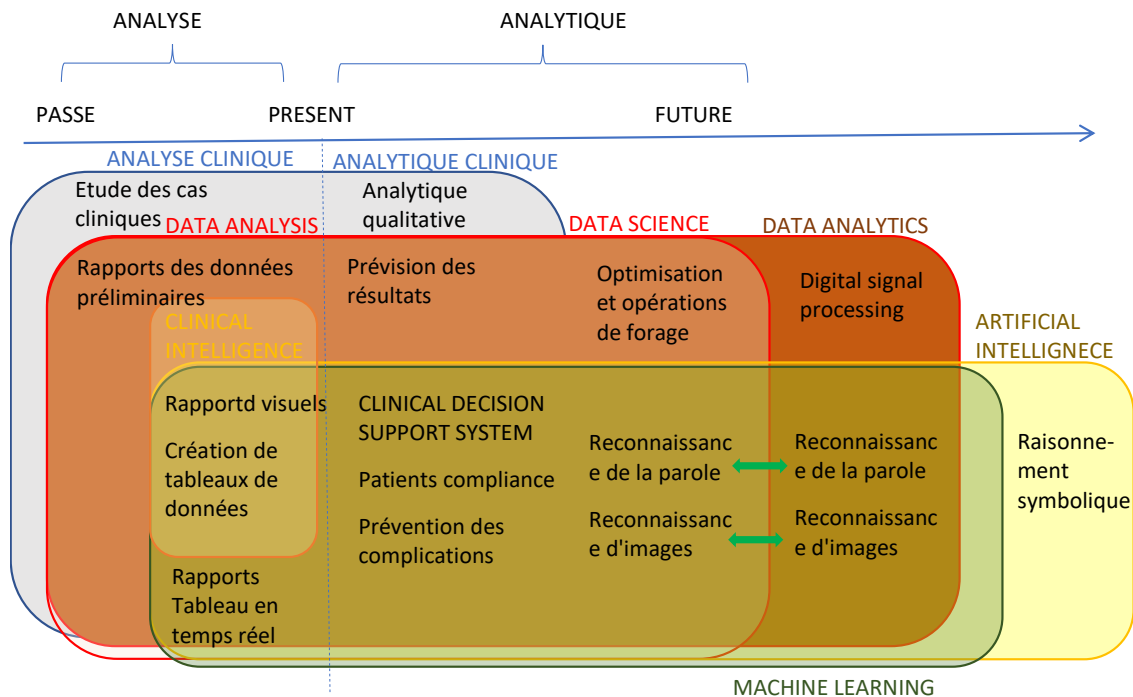 ANALYSE
ANALYTIQUE
PASSE
PRESENT
FUTURE
ANALYSE CLINIQUE
ANALYTIQUE CLINIQUE
Etude des cas
cliniques
Analytique
qualitative
DATA ANALYSIS
DATA SCIENCE
DATA ANALYTICS
Rapports des données
préliminaires
Prévision des
résultats
Optimisation
et opérations
de forage
Digital signal
processing
CLINICAL
INTELLIGENCE
ARTIFICIAL
INTELLIGNECE
Rapportd visuels
Création de
tableaux de
données
Rapports
Tableau en
temps réel
CLINICAL DECISION
SUPPORT SYSTEM
Patients compliance
Prévention des
complications
Reconnaissanc
e de la parole
Reconnaissanc
e d'images
Reconnaissanc
e de la parole
Reconnaissanc
e d'images
Raisonne-
ment
symbolique
MACHINE LEARNING